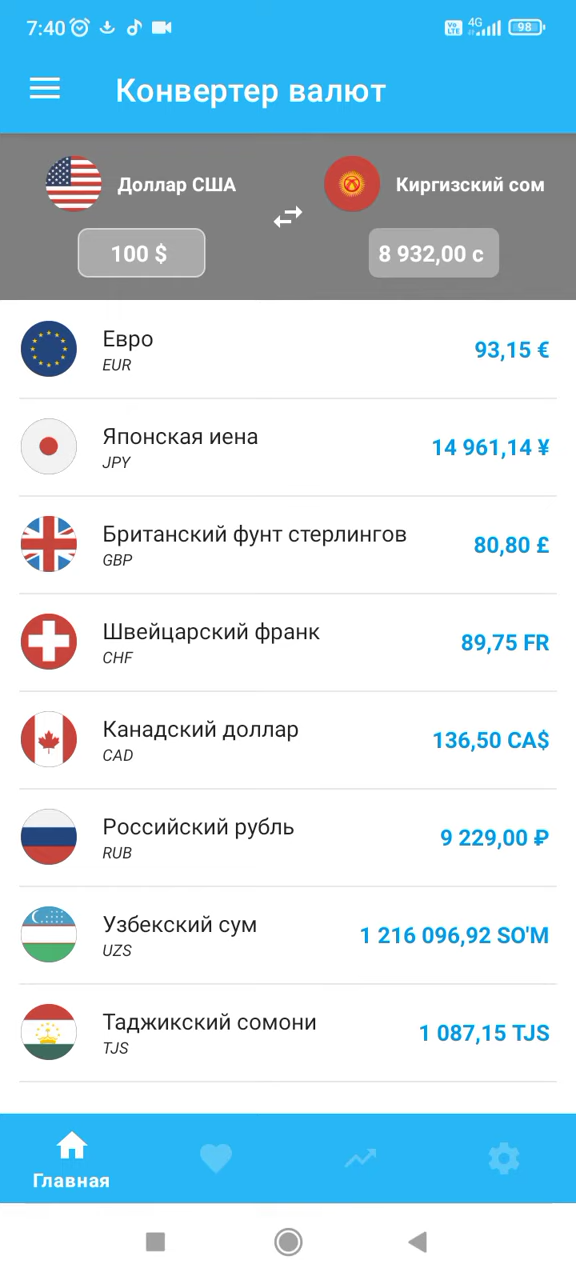 7:40
Vo LTE 4G 98
Конвертер валют
Доллар США
Киргизский сом
100 $
8 932,00 с
Евро
EUR
93,15 €
Японская иена
JPY
14 961,14 ¥
Британский фунт стерлингов
GBP
80,80 £
Швейцарский франк
CHF
89,75 FR
Канадский доллар
CAD
136,50 CA$
Российский рубль
RUB
9 229,00 ₽
Узбекский сум
UZS
1 216 096,92 SO'M
Таджикский сомони
TJS
1 087,15 TJS
Главная